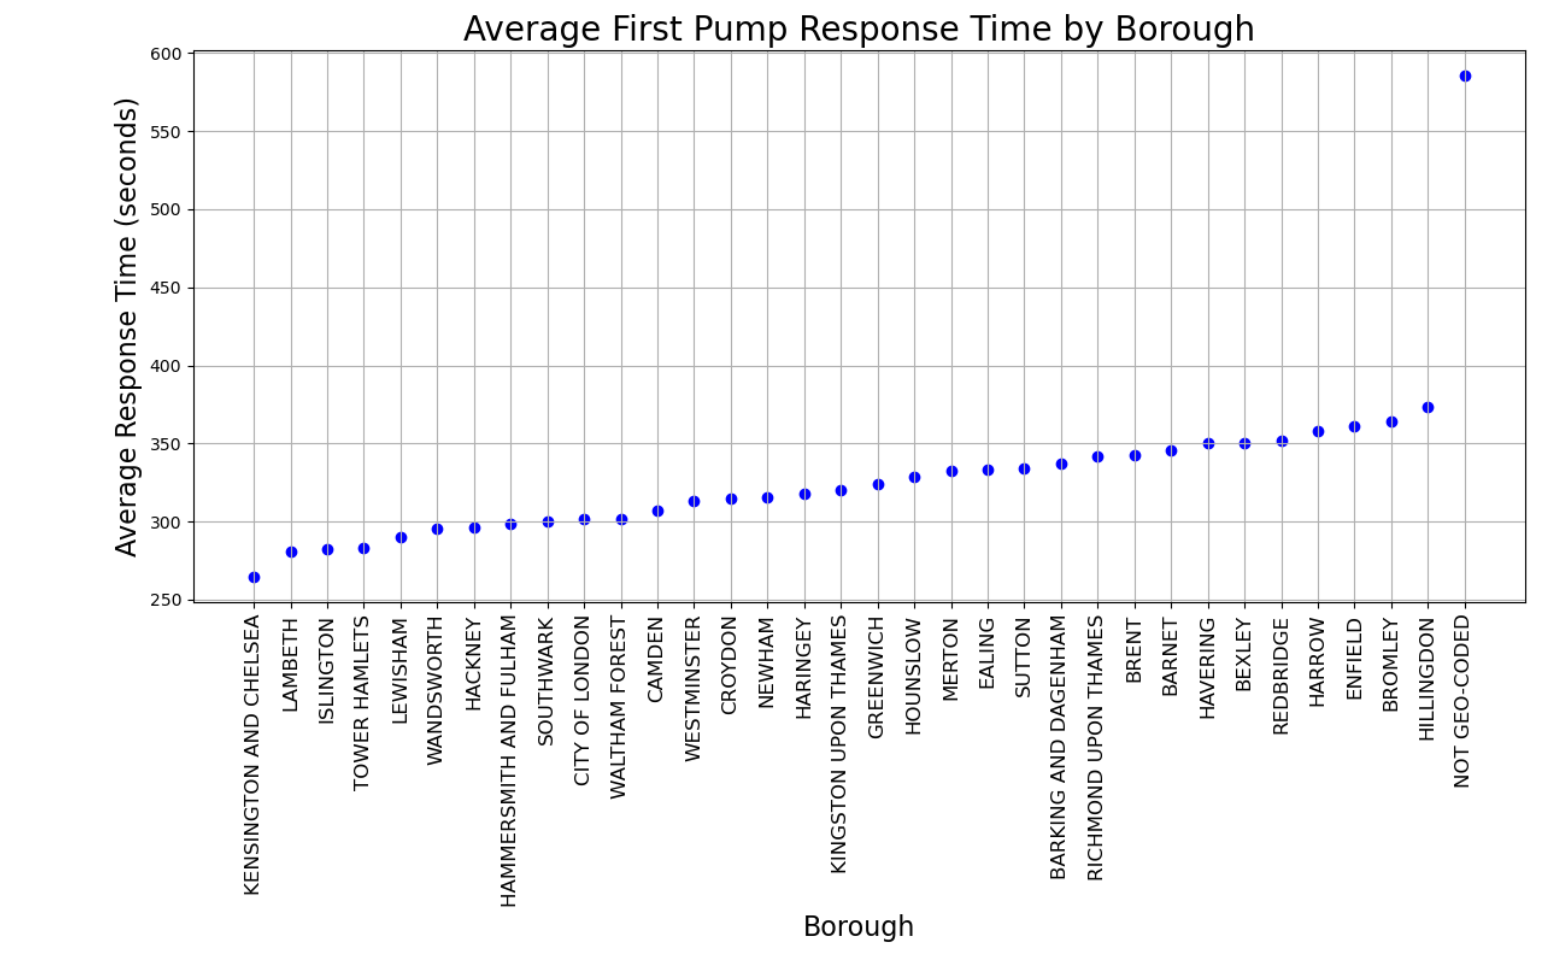 Average First Pump Response Time by Borough
Average Response Time (seconds)
600
550
500
450
400
350
300
250
KENSINGTON AND CHELSEA
LAMBETH
ISLINGTON
TOWER HAMLETS
LEWISHAM
WANDSWORTH
HACKNEY
HAMMERSMITH AND FULHAM
SOUTHWARK
CITY OF LONDON
WALTHAM FOREST
CAMDEN
WESTMINSTER
CROYDON
NEWHAM
HARINGEY
KINGSTON UPON THAMES
GREENWICH
HOUNSLOW
MERTON
EALING
SUTTON
BARKING AND DAGENHAM
RICHMOND UPON THAMES
BRENT
BARNET
HAVERING
BEXLEY
REDBRIDGE
HARROW
ENFIELD
BROMLEY
HILLINGDON
NOT GEO-CODED
Borough